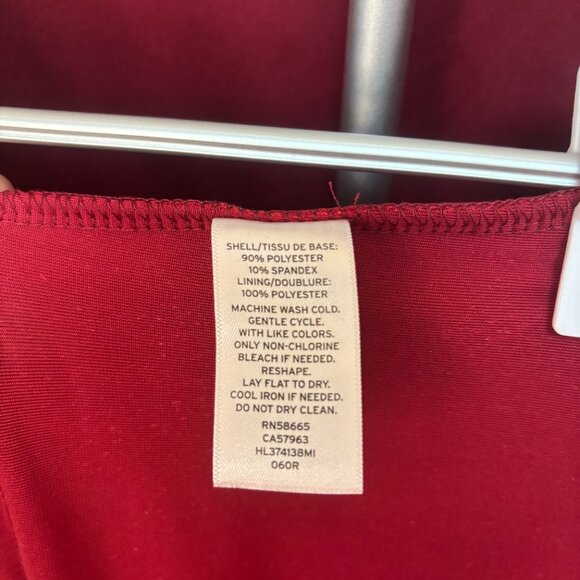 SHELL/TISSU DE BASE:
90% POLYESTER
10% SPANDEX
LINING/DOUBLURE:
100% POLYESTER
MACHINE WASH COLD.
GENTLE CYCLE.
WITH LIKE COLORS.
ONLY NON-CHLORINE
BLEACH IF NEEDED.
RESHAPE.
LAY FLAT TO DRY.
COOL IRON IF NEEDED.
DO NOT DRY CLEAN.
RN58665
CA57963
HL374138MI
060R